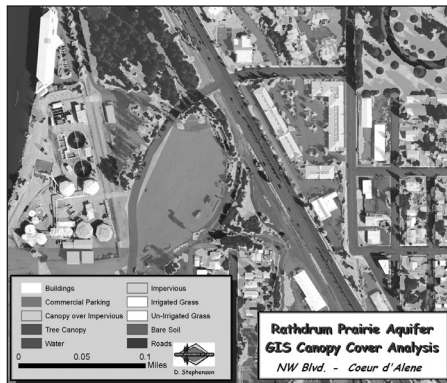 Buildings
Commercial Parking
Canopy over Impervious
Tree Canopy
Water
Impervious
Irrigated Grass
Un-Irrigated Grass
Bare Soil
Roads
0 0.05 0.1
Miles
D. Stephenson
Rathdrum Prairie Aquifer
GIS Canopy Cover Analysis
NW Blvd. - Coeur d'Alene